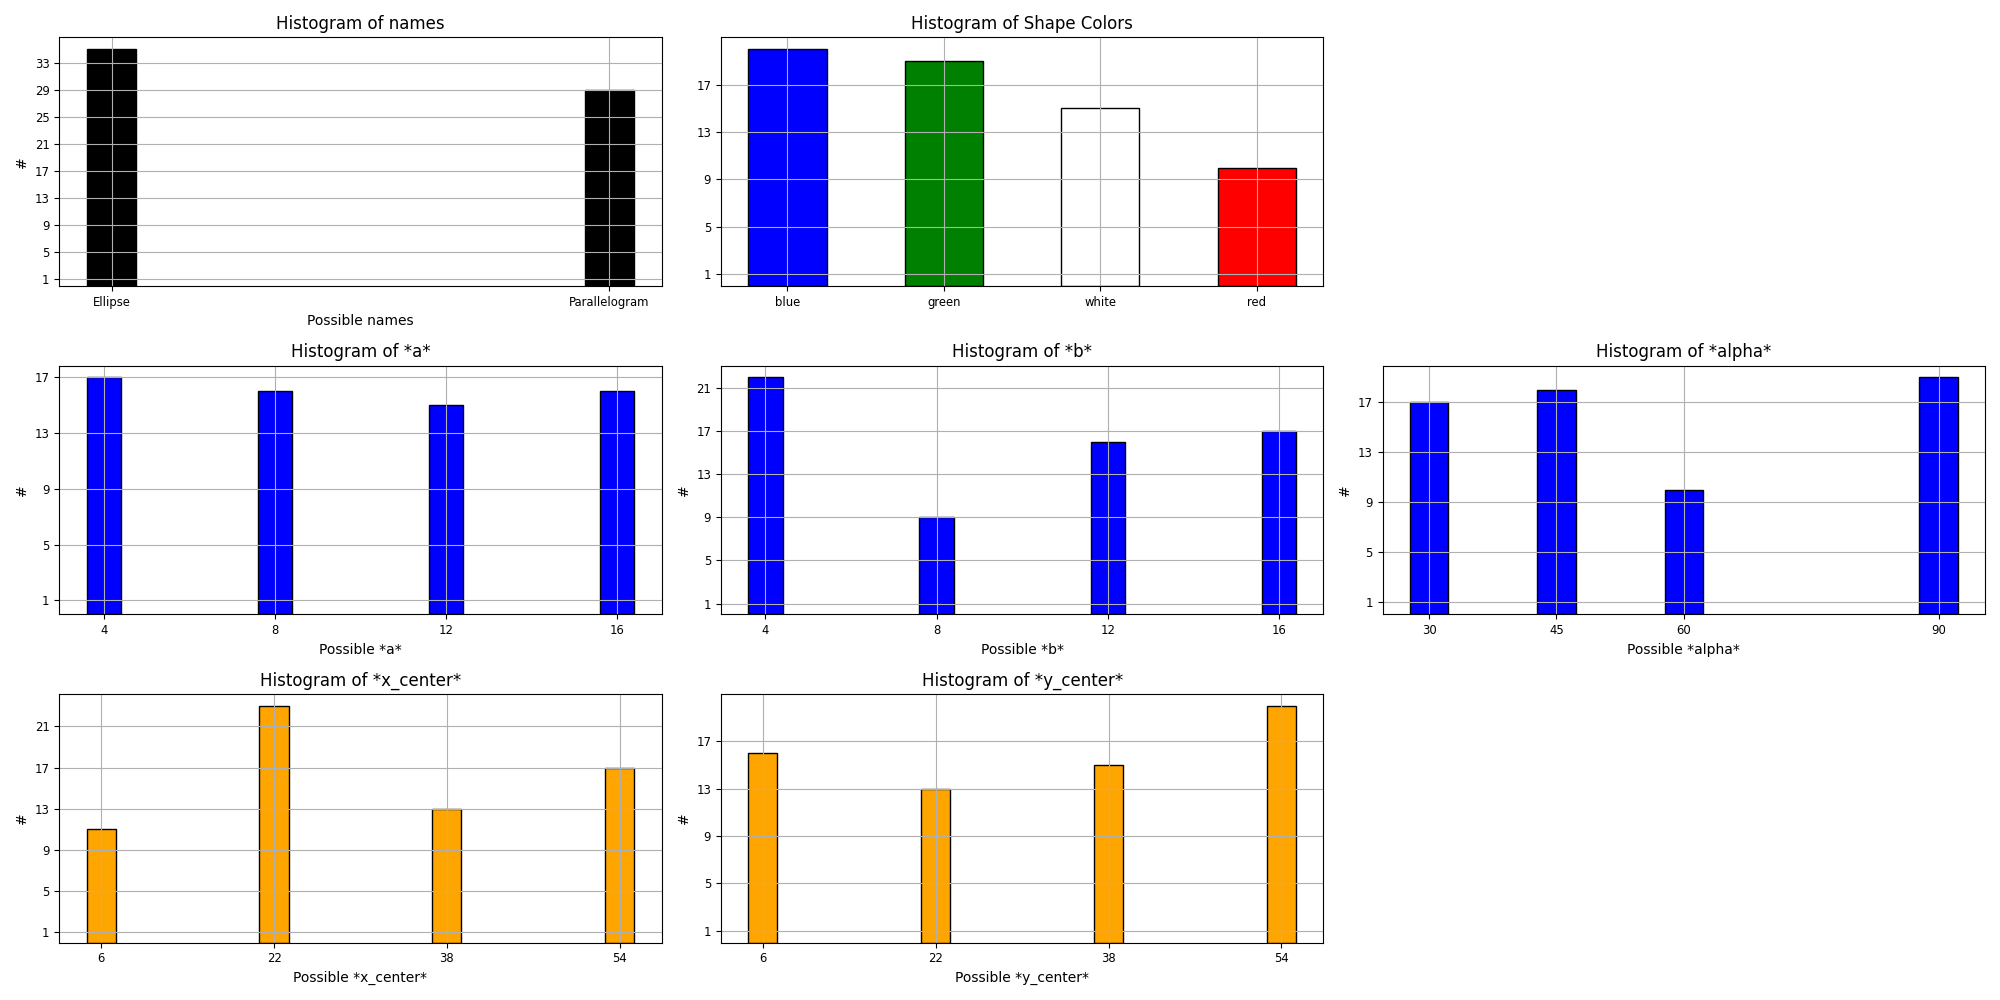 Histogram of names
33
29
25
21
17
13
9
5
1
#
Ellipse Parallelogram
Possible names
Histogram of Shape Colors
17
13
9
5
1
blue green white red
Histogram of *a*
17
13
9
5
1
#
4 8 12 16
Possible *a*
Histogram of *b*
21
17
13
9
5
1
#
4 8 12 16
Possible *b*
Histogram of *alpha*
17
13
9
5
1
#
30 45 60 90
Possible *alpha*
Histogram of *x_center*
21
17
13
9
5
1
#
6 22 38 54
Possible *x_center*
Histogram of *y_center*
17
13
9
5
1
#
6 22 38 54
Possible *y_center*